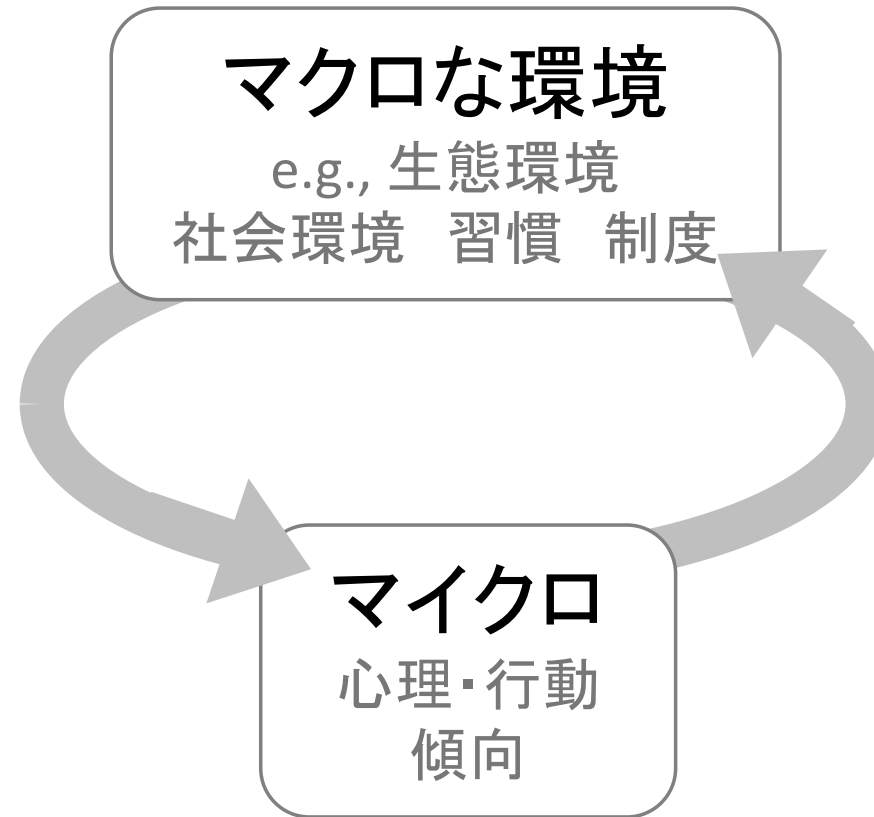 マクロな環境
e.g., 生態環境
社会環境　習慣　制度
マイクロ
心理・行動
傾向